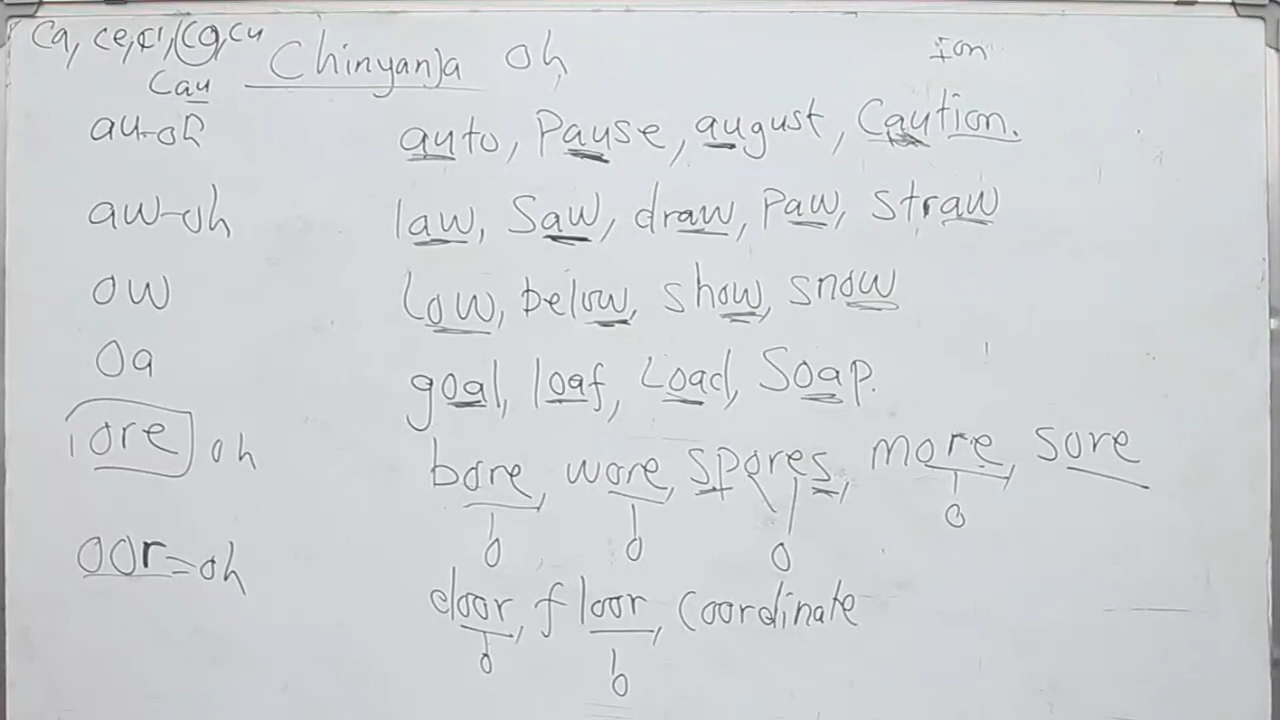 Ca, ce, ci, co, cu Chinyanja oh ion
Cau
au-oh auto, Pause, august, Caution.
aw-oh law, Saw, draw, paw, straw
ow Low, below, show, snow
Oa goal, loaf, Load, Soap.
ore oh bore, wore, spores, more, sore
o o o o
oor=oh door, floor, coordinate
o o